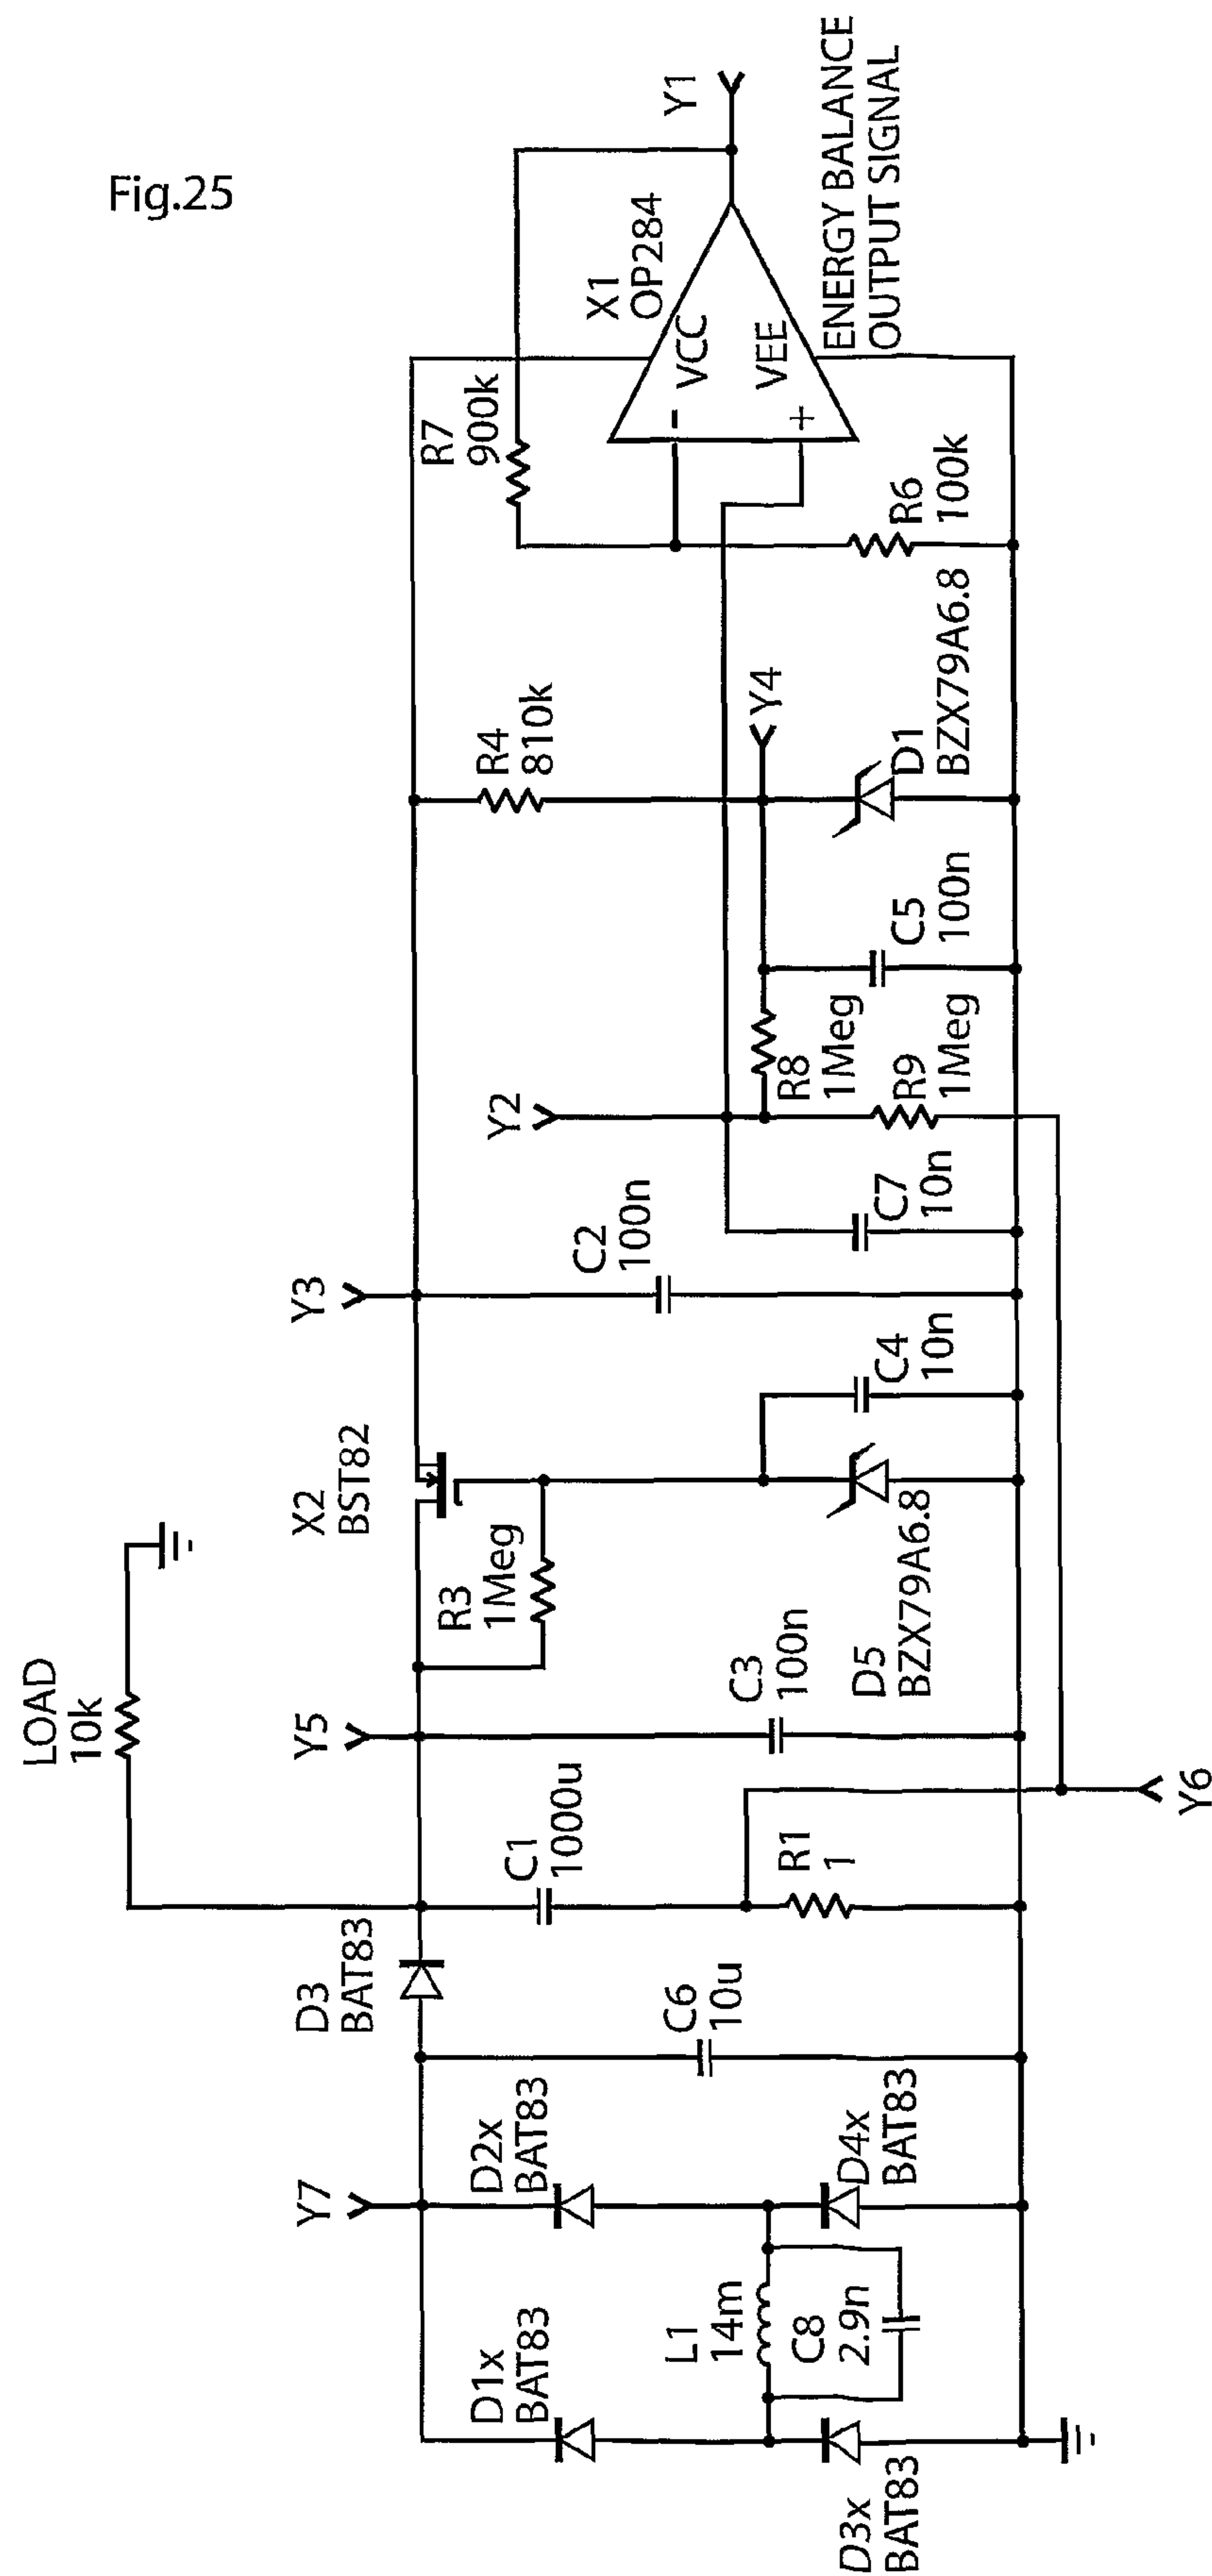 Fig.25
LOAD
10k
Y7
D1x
BAT83
D2x
BAT83
L1
14m
C8
2.9n
D3x
BAT83
D4x
BAT83
C6
10u
D3
BAT83
C1
1000u
R1
1
Y6
Y5
C3
100n
R3
1Meg
X2
BST82
D5
BZX79A6.8
C4
10n
Y3
C2
100n
C7
10n
Y2
R8
1Meg
R9
1Meg
C5
100n
R4
810k
Y4
D1
BZX79A6.8
R7
900k
R6
100k
X1
OP284
VCC
VEE
-
+
Y1
ENERGY BALANCE
OUTPUT SIGNAL